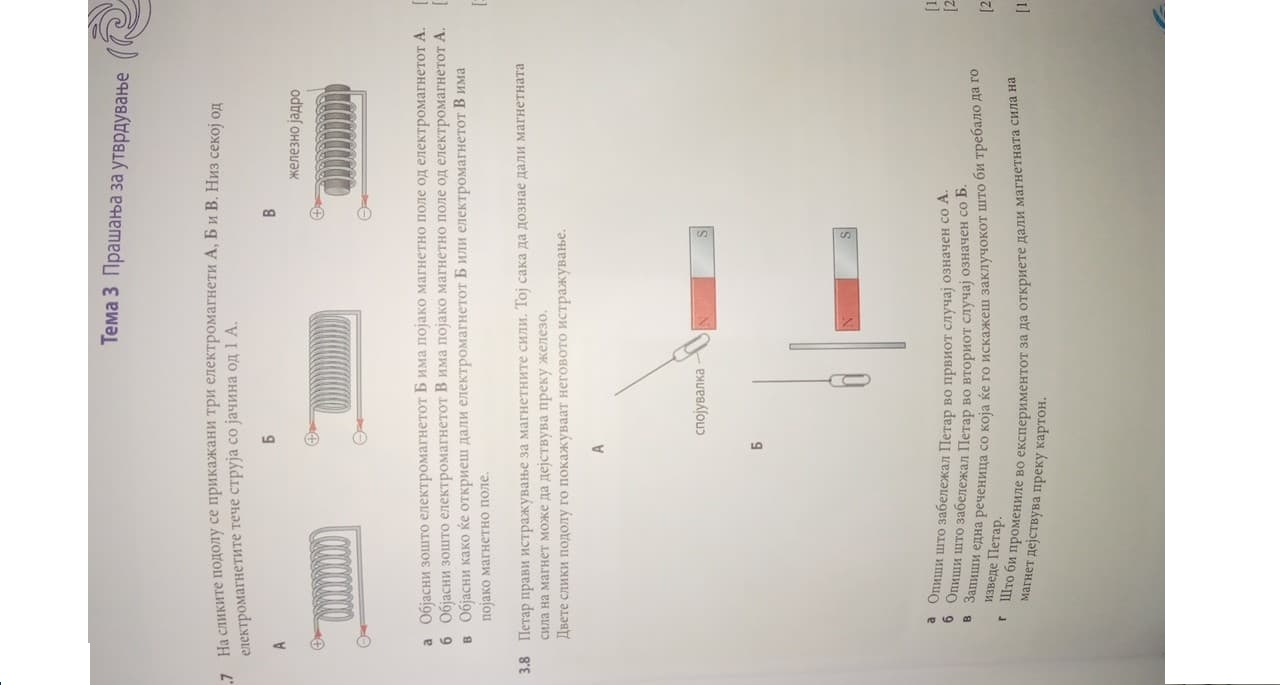 Тема 3 Прашања за утврдување
.7 На сликите подолу се прикажани три електромагнети А, Б и В. Низ секој од
електромагнетите тече струја со јачина од 1 А.
А Б В
железно јадро
а Објасни зошто електромагнетот Б има појако магнетно поле од електромагнетот А. [
б Објасни зошто електромагнетот В има појако магнетно поле од електромагнетот А. [
в Објасни како ќе откриеш дали електромагнетот Б или електромагнетот В има
појако магнетно поле. [
3.8 Петар прави истражување за магнетните сили. Тој сака да дознае дали магнетната
сила на магнет може да дејствува преку железо.
Двете слики подолу го покажуваат неговото истражување.
А
спојувалка
N S
Б
N S
а Опиши што забележал Петар во првиот случај означен со А. [1
б Опиши што забележал Петар во вториот случај означен со Б. [2
в Запиши една реченица со која ќе го искажеш заклучокот што би требало да го
изведе Петар. [2
г Што би промениле во експериментот за да откриете дали магнетната сила на
магнет дејствува преку картон. [1